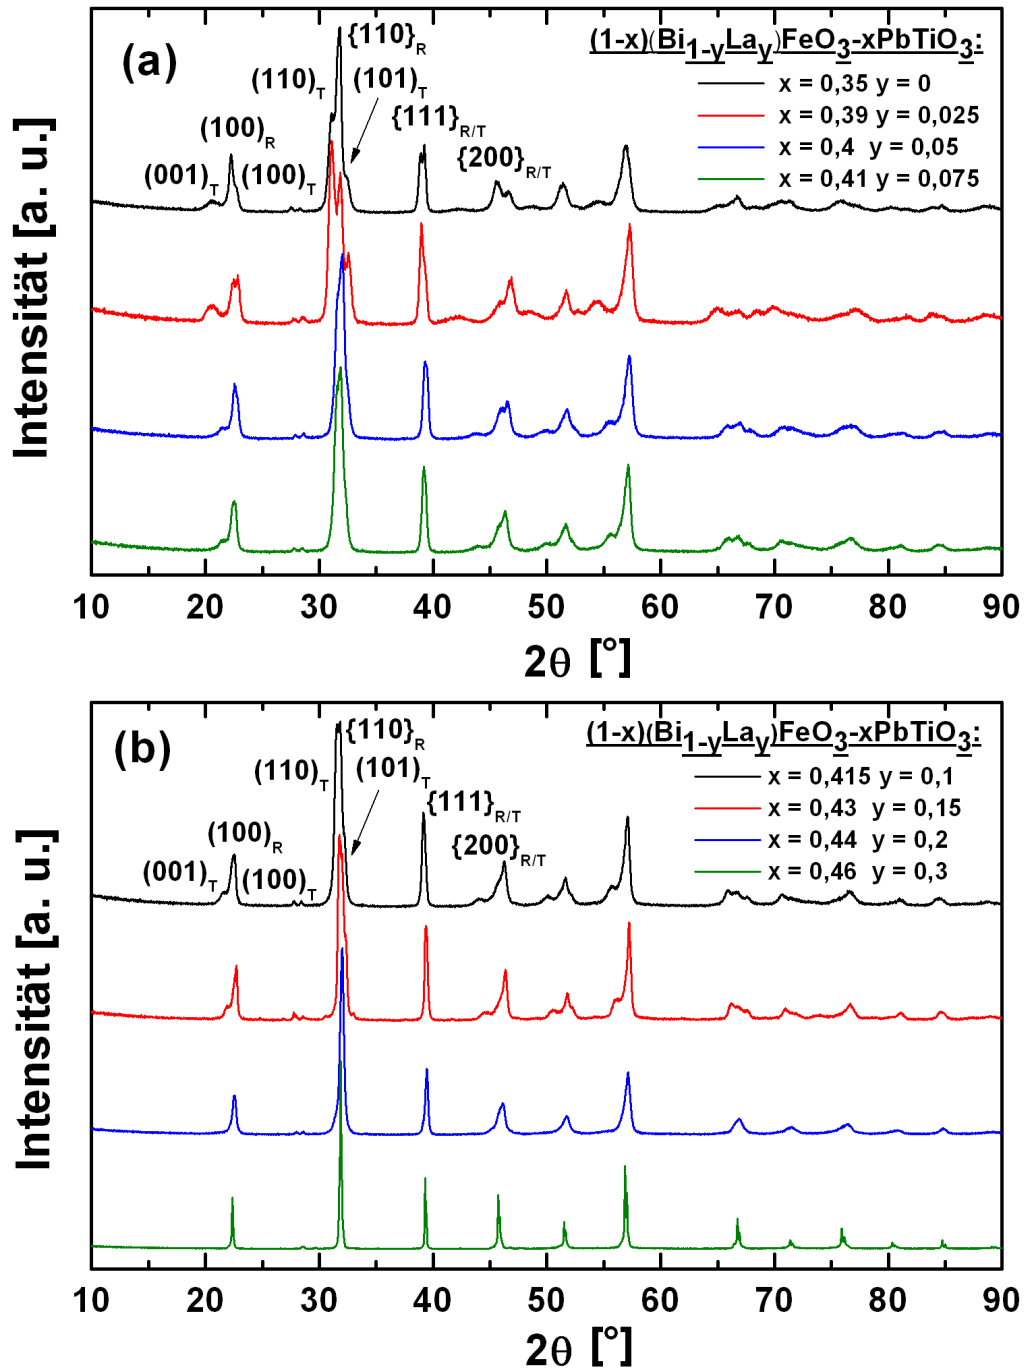 (a)
(1-x)(Bi₁₋yLay)FeO₃-xPbTiO₃:
x = 0,35 y = 0
x = 0,39 y = 0,025
x = 0,4 y = 0,05
x = 0,41 y = 0,075
{110}R
(110)T
(101)T
(100)R
{111}R/T
(001)T
(100)T
{200}R/T
Intensität [a. u.]
10 20 30 40 50 60 70 80 90
2θ [°]
(b)
(1-x)(Bi₁₋yLay)FeO₃-xPbTiO₃:
x = 0,415 y = 0,1
x = 0,43 y = 0,15
x = 0,44 y = 0,2
x = 0,46 y = 0,3
{110}R
(110)T
(101)T
{111}R/T
(100)R
{200}R/T
(001)T
(100)T
Intensität [a. u.]
10 20 30 40 50 60 70 80 90
2θ [°]